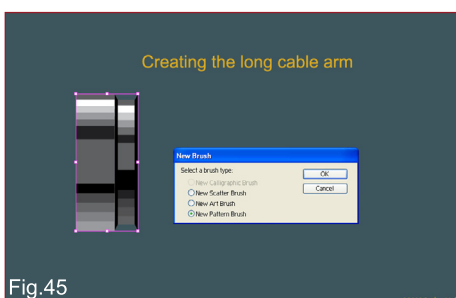 Creating the long cable arm
New Brush
Select a brush type:
OK
New Calligraphic Brush
Cancel
New Scatter Brush
New Art Brush
New Pattern Brush
Fig.45